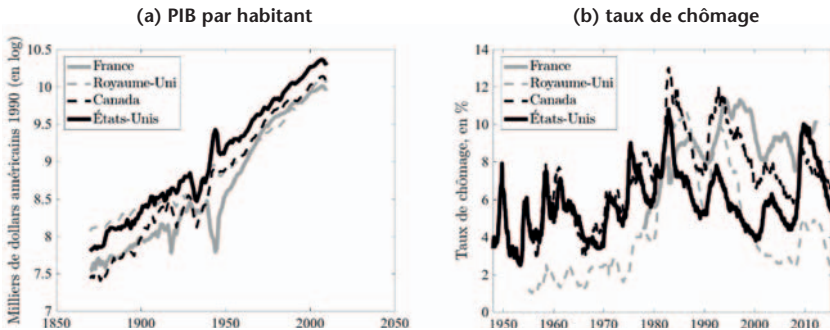 (a) PIB par habitant
Milliers de dollars américains 1990 (en log)
10.5
10
9.5
9
8.5
8
7.5
7
France
Royaume-Uni
Canada
États-Unis
1850 1900 1950 2000 2050
(b) taux de chômage
Taux de chômage, en %
14
12
10
8
6
4
2
0
France
Royaume-Uni
Canada
États-Unis
1950 1960 1970 1980 1990 2000 2010